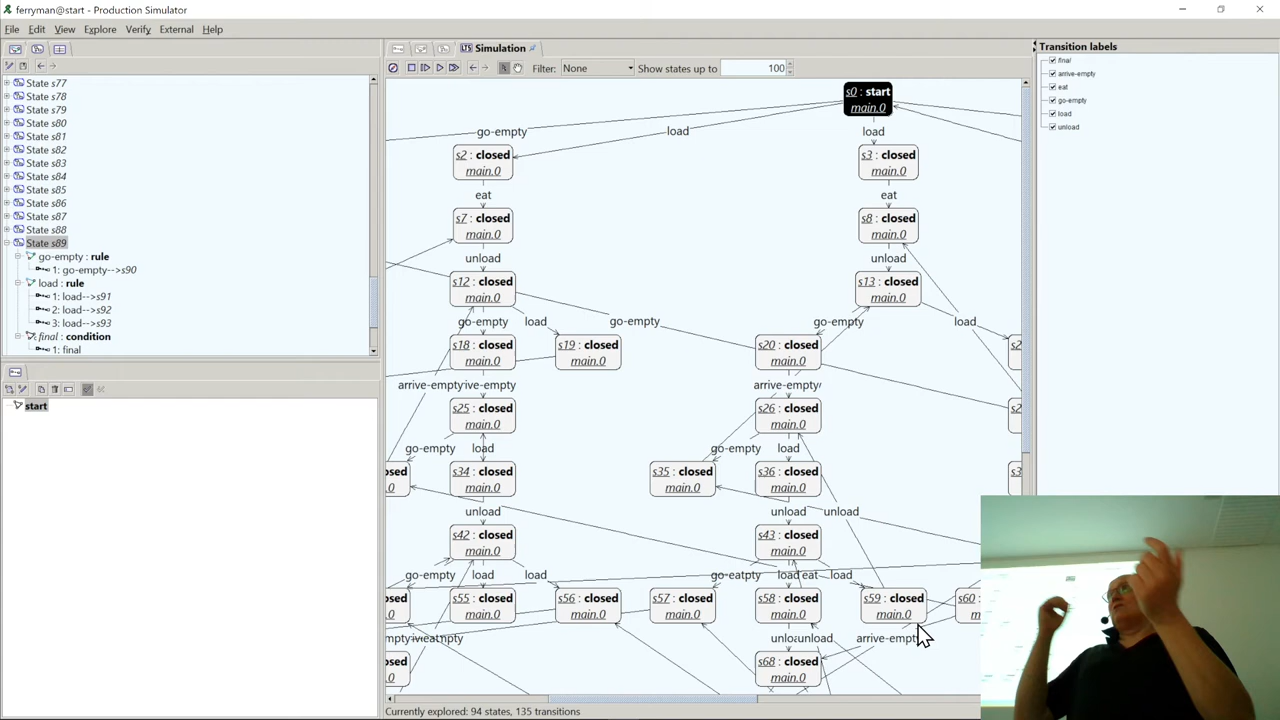 ferryman@start - Production Simulator
File Edit View Explore Verify External Help
State s77
State s78
State s79
State s80
State s81
State s82
State s83
State s84
State s85
State s86
State s87
State s88
State s89
go-empty : rule
1: go-empty-->s90
load : rule
1: load-->s91
2: load-->s92
3: load-->s93
final : condition
1: final
start
LTS Simulation
Filter: None Show states up to 100
s0 : start
main.0
go-empty load load
s2 : closed s3 : closed
main.0 main.0
eat eat
s7 : closed s8 : closed
main.0 main.0
unload unload
s12 : closed s13 : closed
main.0 main.0
go-empty load go-empty go-empty load
s18 : closed s19 : closed s20 : closed
main.0 main.0 main.0
arrive-empty arrive-empty
s25 : closed s26 : closed
main.0 main.0
go-empty load go-empty load
s34 : closed s35 : closed s36 : closed
main.0 main.0 main.0
unload unload unload
s42 : closed s43 : closed
main.0 main.0
go-empty load load load eat load
s55 : closed s56 : closed s57 : closed s58 : closed s59 : closed s60 :
main.0 main.0 main.0 main.0 main.0
unload arrive-empty
s68 : closed
main.0
Currently explored: 94 states, 135 transitions
Transition labels
final
arrive-empty
eat
go-empty
load
unload